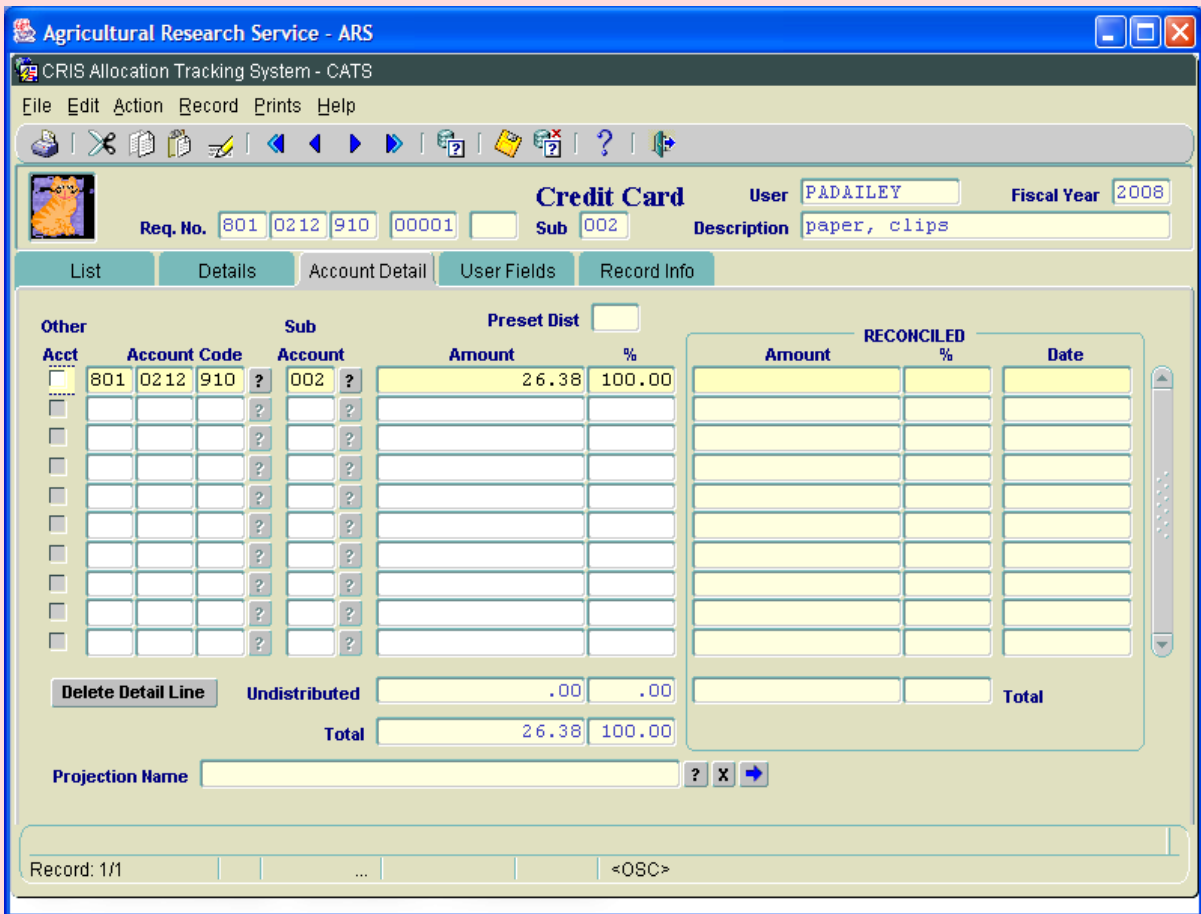 Agricultural Research Service - ARS
CRIS Allocation Tracking System - CATS
File Edit Action Record Prints Help
Credit Card User PADAILEY Fiscal Year 2008
Req. No. 801 0212 910 00001 Sub 002 Description paper, clips
List Details Account Detail User Fields Record Info
Other Sub Preset Dist
RECONCILED
Acct Account Code Account Amount % Amount % Date
801 0212 910 ? 002 ? 26.38 100.00
? ?
? ?
? ?
? ?
? ?
? ?
? ?
? ?
? ?
Delete Detail Line Undistributed .00 .00 Total
Total 26.38 100.00
Projection Name ? X
Record: 1/1 ... <OSC>